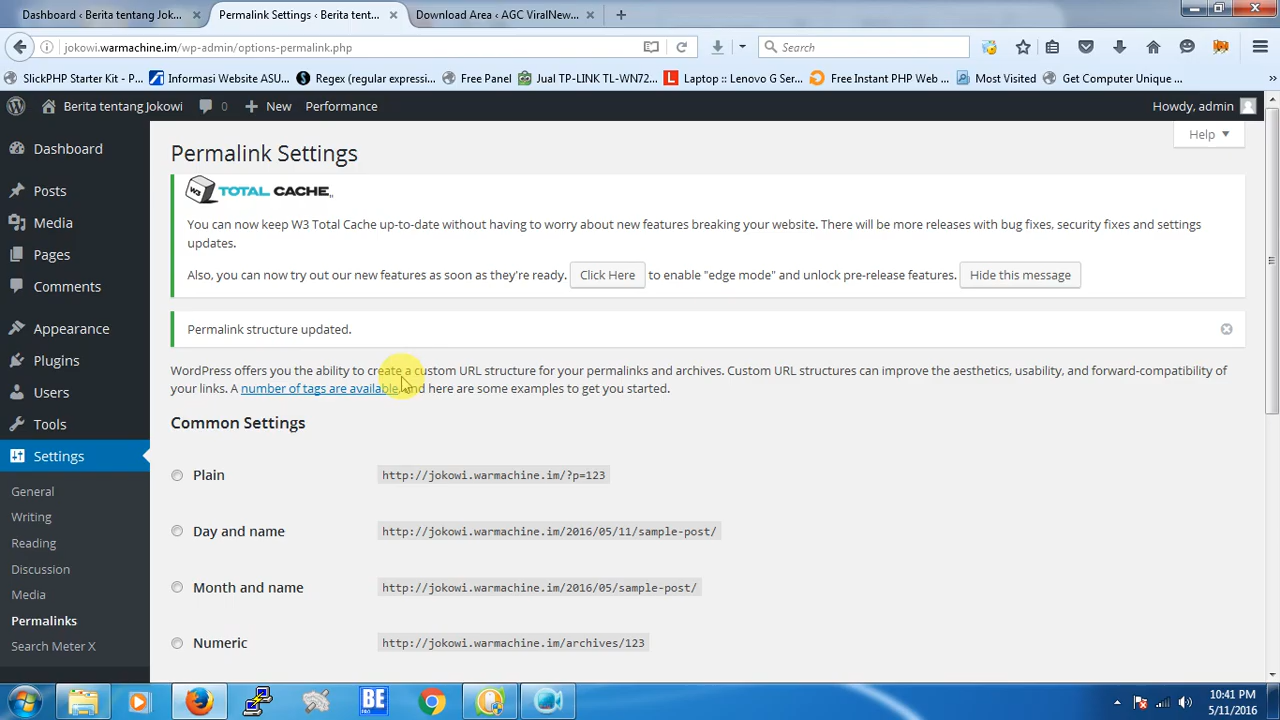 Dashboard ‹ Berita tentang Jok...
Permalink Settings ‹ Berita tent...
Download Area ‹ AGC ViralNew...
jokowi.warmachine.im/wp-admin/options-permalink.php
Search
SlickPHP Starter Kit - P...
Informasi Website ASU...
Regex (regular expressi...
Free Panel
Jual TP-LINK TL-WN72...
Laptop :: Lenovo G Ser...
Free Instant PHP Web ...
Most Visited
Get Computer Unique ...
Berita tentang Jokowi
0
New
Performance
Howdy, admin
Help
Dashboard
Posts
Media
Pages
Comments
Appearance
Plugins
Users
Tools
Settings
General
Writing
Reading
Discussion
Media
Permalinks
Search Meter X
Permalink Settings
W3 TOTAL CACHE
You can now keep W3 Total Cache up-to-date without having to worry about new features breaking your website. There will be more releases with bug fixes, security fixes and settings
updates.
Also, you can now try out our new features as soon as they're ready. Click Here to enable "edge mode" and unlock pre-release features. Hide this message
Permalink structure updated.
WordPress offers you the ability to create a custom URL structure for your permalinks and archives. Custom URL structures can improve the aesthetics, usability, and forward-compatibility of
your links. A number of tags are available, and here are some examples to get you started.
Common Settings
Plain http://jokowi.warmachine.im/?p=123
Day and name http://jokowi.warmachine.im/2016/05/11/sample-post/
Month and name http://jokowi.warmachine.im/2016/05/sample-post/
Numeric http://jokowi.warmachine.im/archives/123
BE
10:41 PM
5/11/2016